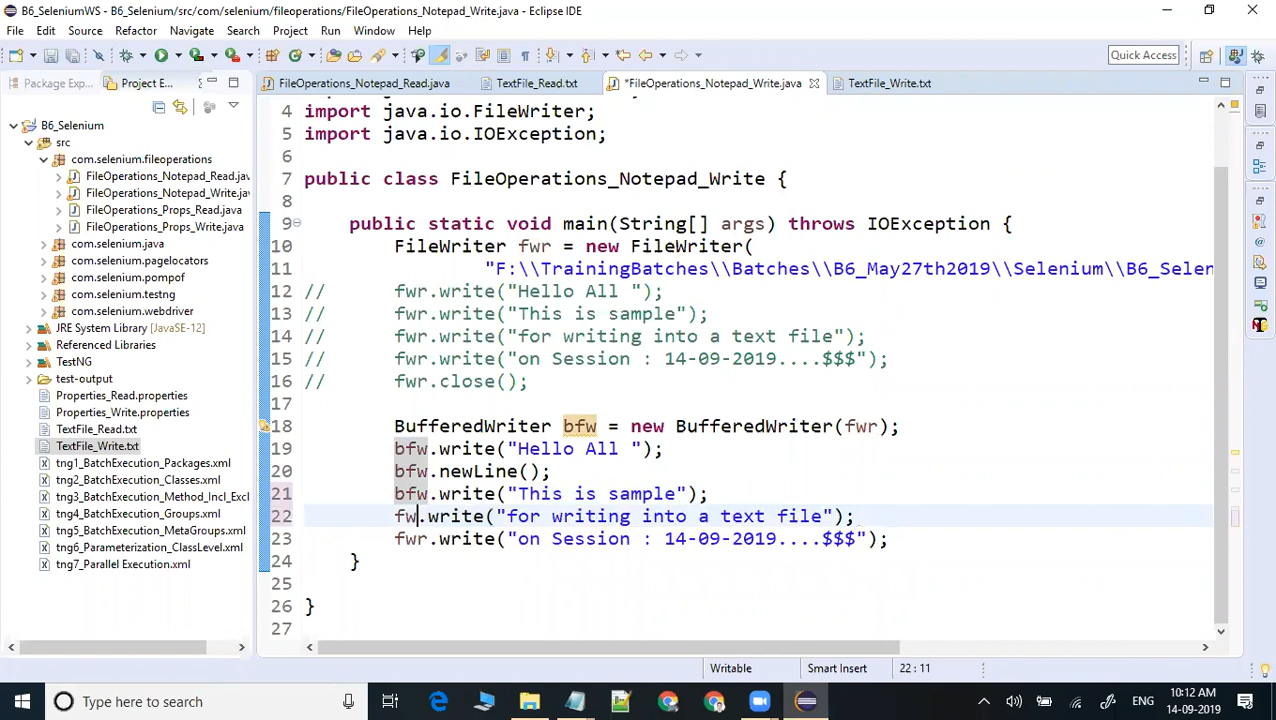 B6_SeleniumWS - B6_Selenium/src/com/selenium/fileoperations/FileOperations_Notepad_Write.java - Eclipse IDE
File Edit Source Refactor Navigate Search Project Run Window Help
Quick Access
Package Exp Project E
FileOperations_Notepad_Read.java TextFile_Read.txt *FileOperations_Notepad_Write.java TextFile_Write.txt
B6_Selenium
src
com.selenium.fileoperations
FileOperations_Notepad_Read.jav
FileOperations_Notepad_Write.jav
FileOperations_Props_Read.java
FileOperations_Props_Write.java
com.selenium.java
com.selenium.pagelocators
com.selenium.pompof
com.selenium.testng
com.selenium.webdriver
JRE System Library [JavaSE-12]
Referenced Libraries
TestNG
test-output
Properties_Read.properties
Properties_Write.properties
TextFile_Read.txt
TextFile_Write.txt
tng1_BatchExecution_Packages.xml
tng2_BatchExecution_Classes.xml
tng3_BatchExecution_Method_Incl_Exc
tng4_BatchExecution_Groups.xml
tng5_BatchExecution_MetaGroups.xml
tng6_Parameterization_ClassLevel.xml
tng7_Parallel Execution.xml
4 import java.io.FileWriter;
5 import java.io.IOException;
6
7 public class FileOperations_Notepad_Write {
8
9 public static void main(String[] args) throws IOException {
10 FileWriter fwr = new FileWriter(
11 "F:\\TrainingBatches\\Batches\\B6_May27th2019\\Selenium\\B6_Selen
12 // fwr.write("Hello All ");
13 // fwr.write("This is sample");
14 // fwr.write("for writing into a text file");
15 // fwr.write("on Session : 14-09-2019....$$$");
16 // fwr.close();
17
18 BufferedWriter bfw = new BufferedWriter(fwr);
19 bfw.write("Hello All ");
20 bfw.newLine();
21 bfw.write("This is sample");
22 fw.write("for writing into a text file");
23 fwr.write("on Session : 14-09-2019....$$$");
24 }
25
26 }
27
Writable Smart Insert 22 : 11
Type here to search
ENG
10:12 AM
14-09-2019